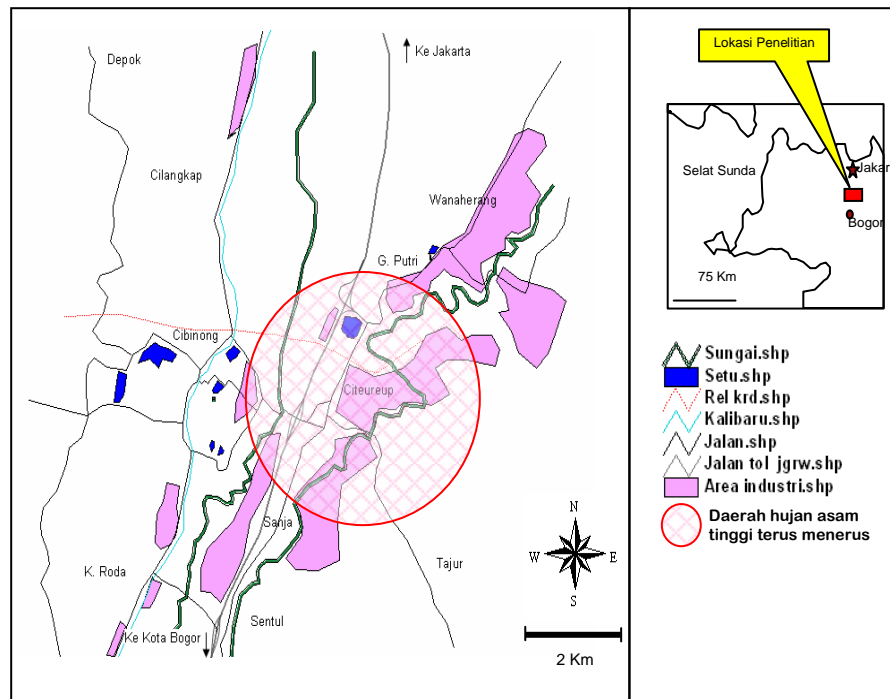 Depok
Ke Jakarta
Cilangkap
Wanaherang
G. Putri
Cibinong
Citeureup
Sanja
K. Roda
Tajur
Sentul
Ke Kota Bogor
N
W
E
S
2 Km
Lokasi Penelitian
Selat Sunda
Jakar
Bogor
75 Km
Sungai.shp
Setu.shp
Rel krd.shp
Kalibaru.shp
Jalan.shp
Jalan tol jgrw.shp
Area industri.shp
Daerah hujan asam
tinggi terus menerus